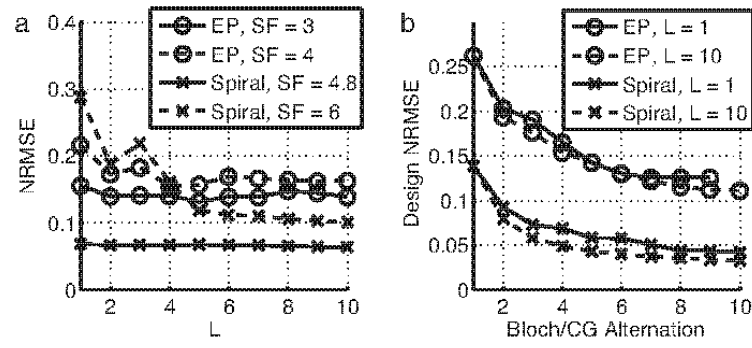 a
EP, SF = 3
EP, SF = 4
Spiral, SF = 4.8
Spiral, SF = 6
NRMSE
0.4
0.3
0.2
0.1
0
2 4 6 8 10
L
b
EP, L = 1
EP, L = 10
Spiral, L = 1
Spiral, L = 10
Design NRMSE
0.25
0.2
0.15
0.1
0.05
0
2 4 6 8 10
Bloch/CG Alternation